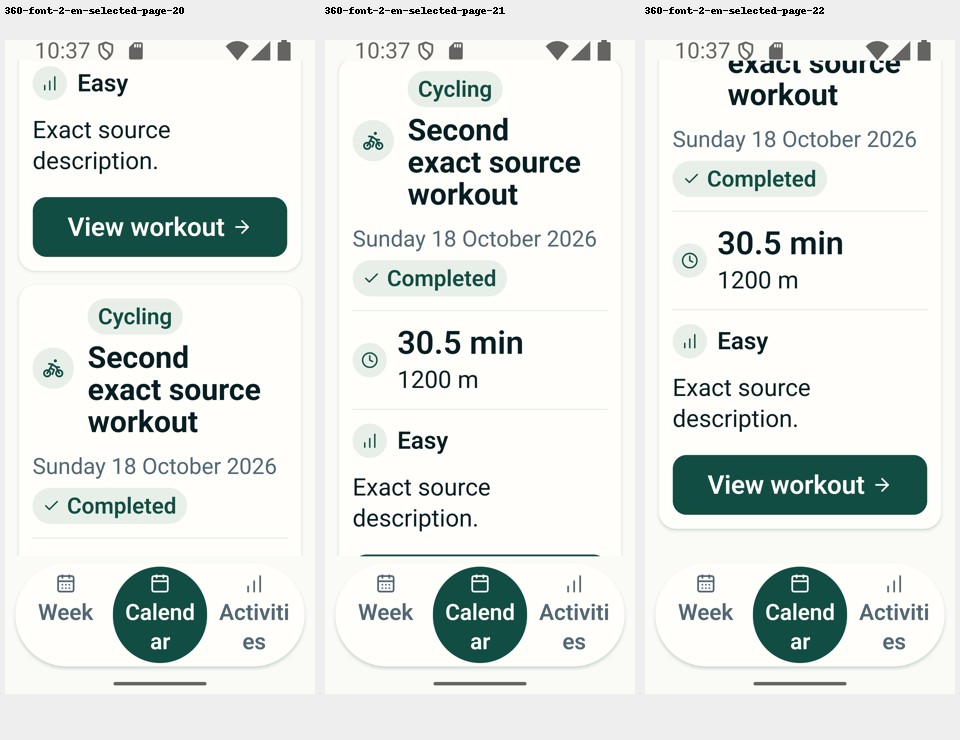 360-font-2-en-selected-page-20
10:37
Easy
Exact source
description.
View workout →
Cycling
Second
exact source
workout
Sunday 18 October 2026
✓ Completed
Week
Calend
ar
Activiti
es
360-font-2-en-selected-page-21
10:37
Cycling
Second
exact source
workout
Sunday 18 October 2026
✓ Completed
30.5 min
1200 m
Easy
Exact source
description.
Week
Calend
ar
Activiti
es
360-font-2-en-selected-page-22
10:37
exact source
workout
Sunday 18 October 2026
✓ Completed
30.5 min
1200 m
Easy
Exact source
description.
View workout →
Week
Calend
ar
Activiti
es